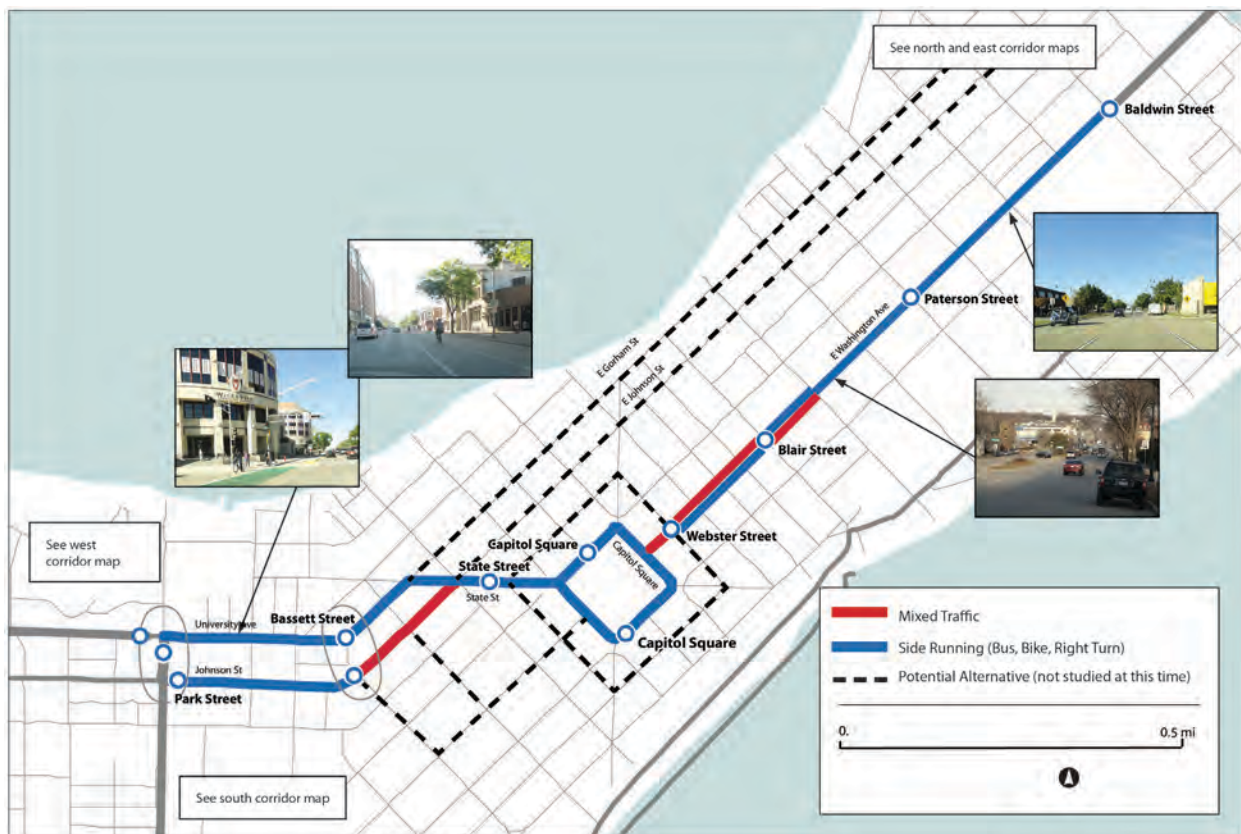 See north and east corridor maps
Baldwin Street
Paterson Street
E Washington Ave
E Gorham St
E Johnson St
Blair Street
Webster Street
Capitol Square
Capitol Square
State Street
State St
Capitol Square
See west
corridor map
Bassett Street
University Ave
Johnson St
Park Street
See south corridor map
Mixed Traffic
Side Running (Bus, Bike, Right Turn)
Potential Alternative (not studied at this time)
0.
0.5 mi